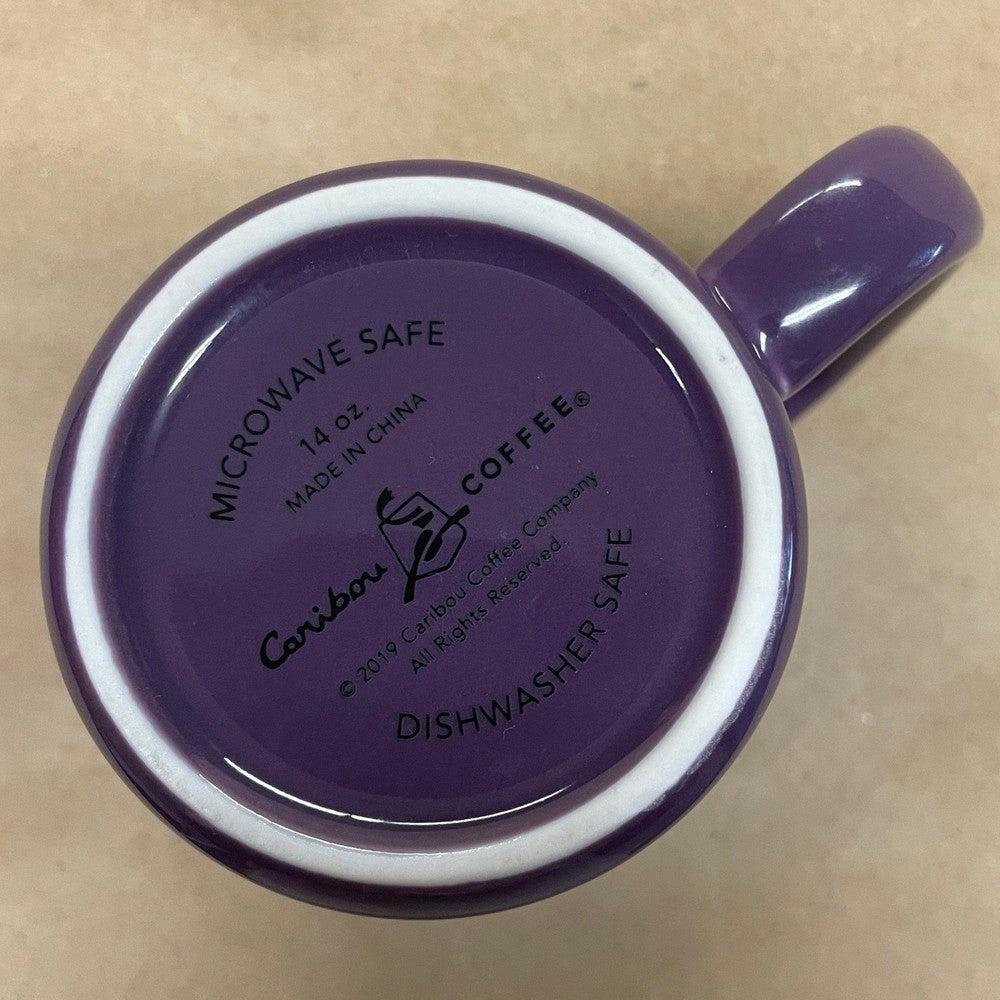 MICROWAVE SAFE
14 oz.
MADE IN CHINA
Caribou COFFEE®
© 2019 Caribou Coffee Company
All Rights Reserved.
DISHWASHER SAFE